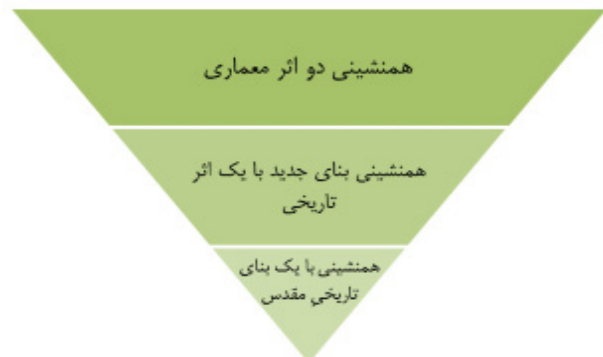 همنشینی دو اثر معماری
همنشینی بنای جدید با یک اثر
تاریخی
همنشینی با یک بنای
تاریخیِ مقدس